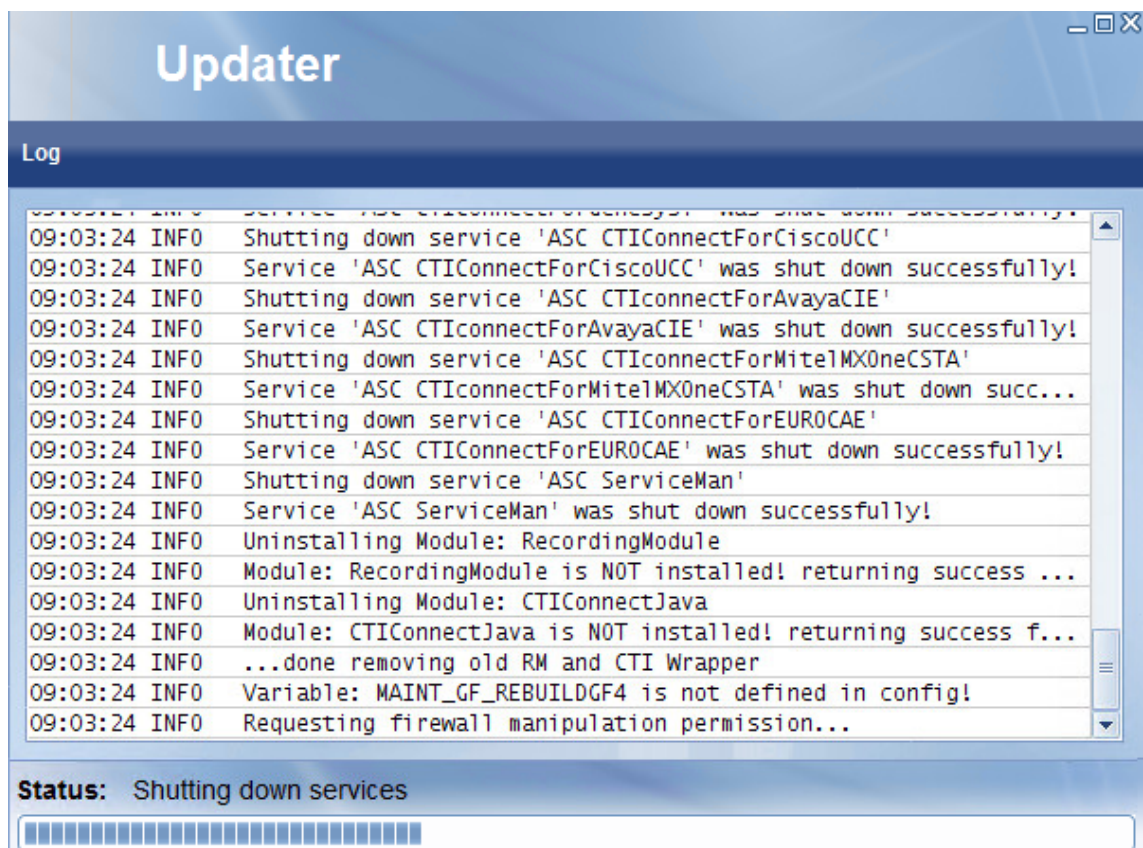 Updater
Log
09:03:24 INFO Shutting down service 'ASC CTIConnectForCiscoUCC'
09:03:24 INFO Service 'ASC CTIConnectForCiscoUCC' was shut down successfully!
09:03:24 INFO Shutting down service 'ASC CTIconnectForAvayaCIE'
09:03:24 INFO Service 'ASC CTIconnectForAvayaCIE' was shut down successfully!
09:03:24 INFO Shutting down service 'ASC CTIconnectForMitelMXOneCSTA'
09:03:24 INFO Service 'ASC CTIconnectForMitelMXOneCSTA' was shut down succ...
09:03:24 INFO Shutting down service 'ASC CTIConnectForEUROCAE'
09:03:24 INFO Service 'ASC CTIConnectForEUROCAE' was shut down successfully!
09:03:24 INFO Shutting down service 'ASC ServiceMan'
09:03:24 INFO Service 'ASC ServiceMan' was shut down successfully!
09:03:24 INFO Uninstalling Module: RecordingModule
09:03:24 INFO Module: RecordingModule is NOT installed! returning success ...
09:03:24 INFO Uninstalling Module: CTIConnectJava
09:03:24 INFO Module: CTIConnectJava is NOT installed! returning success f...
09:03:24 INFO ...done removing old RM and CTI Wrapper
09:03:24 INFO Variable: MAINT_GF_REBUILDGF4 is not defined in config!
09:03:24 INFO Requesting firewall manipulation permission...
Status: Shutting down services